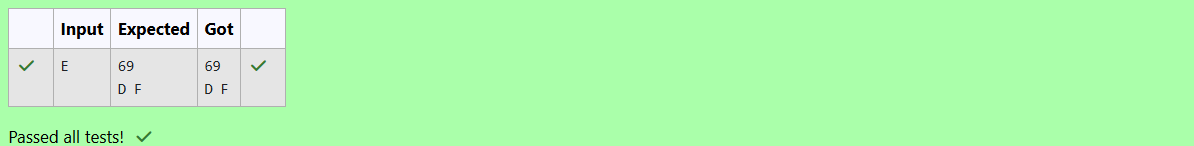 Input Expected Got
E 69 69
D F D F
Passed all tests!